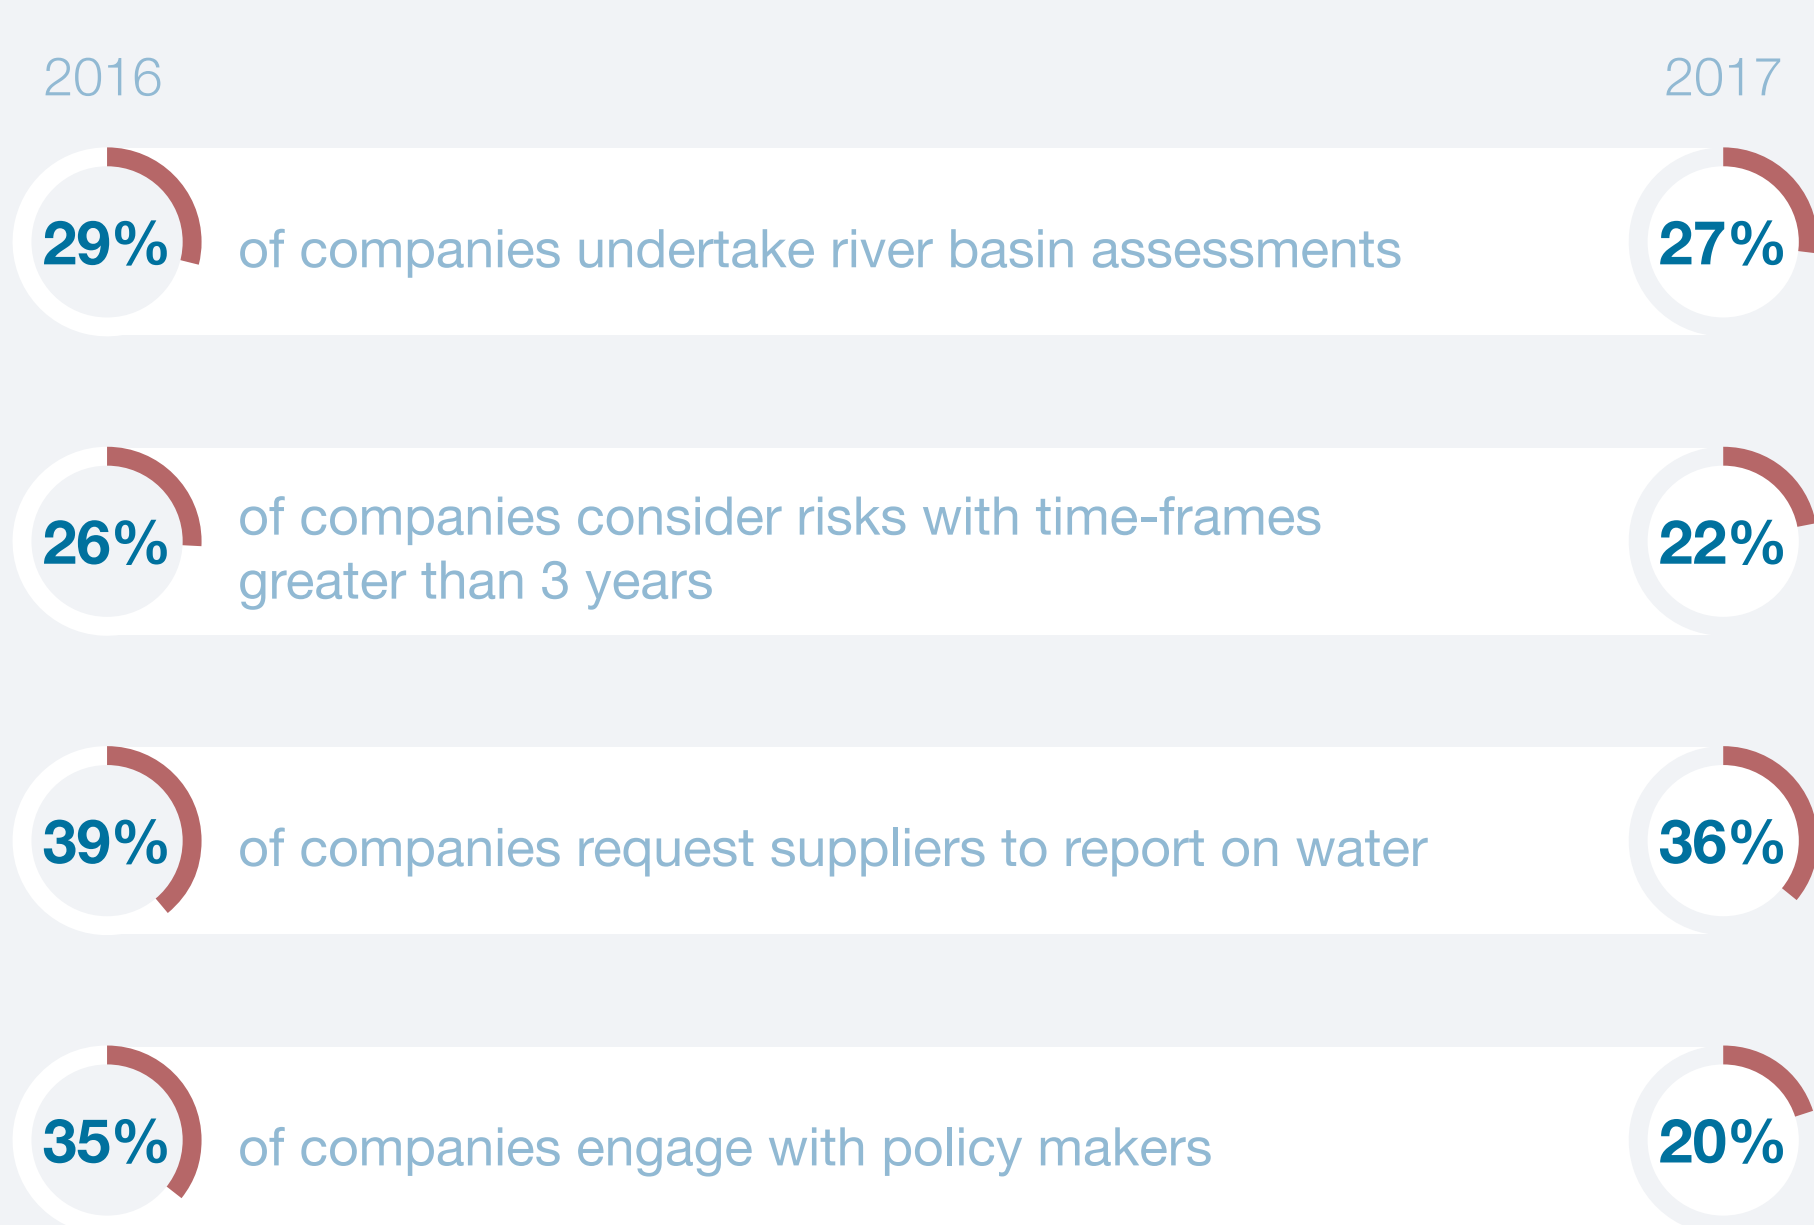 2016
2017
29%
of companies undertake river basin assessments
27%
26%
of companies consider risks with time-frames
greater than 3 years
22%
39%
of companies request suppliers to report on water
36%
35%
of companies engage with policy makers
20%